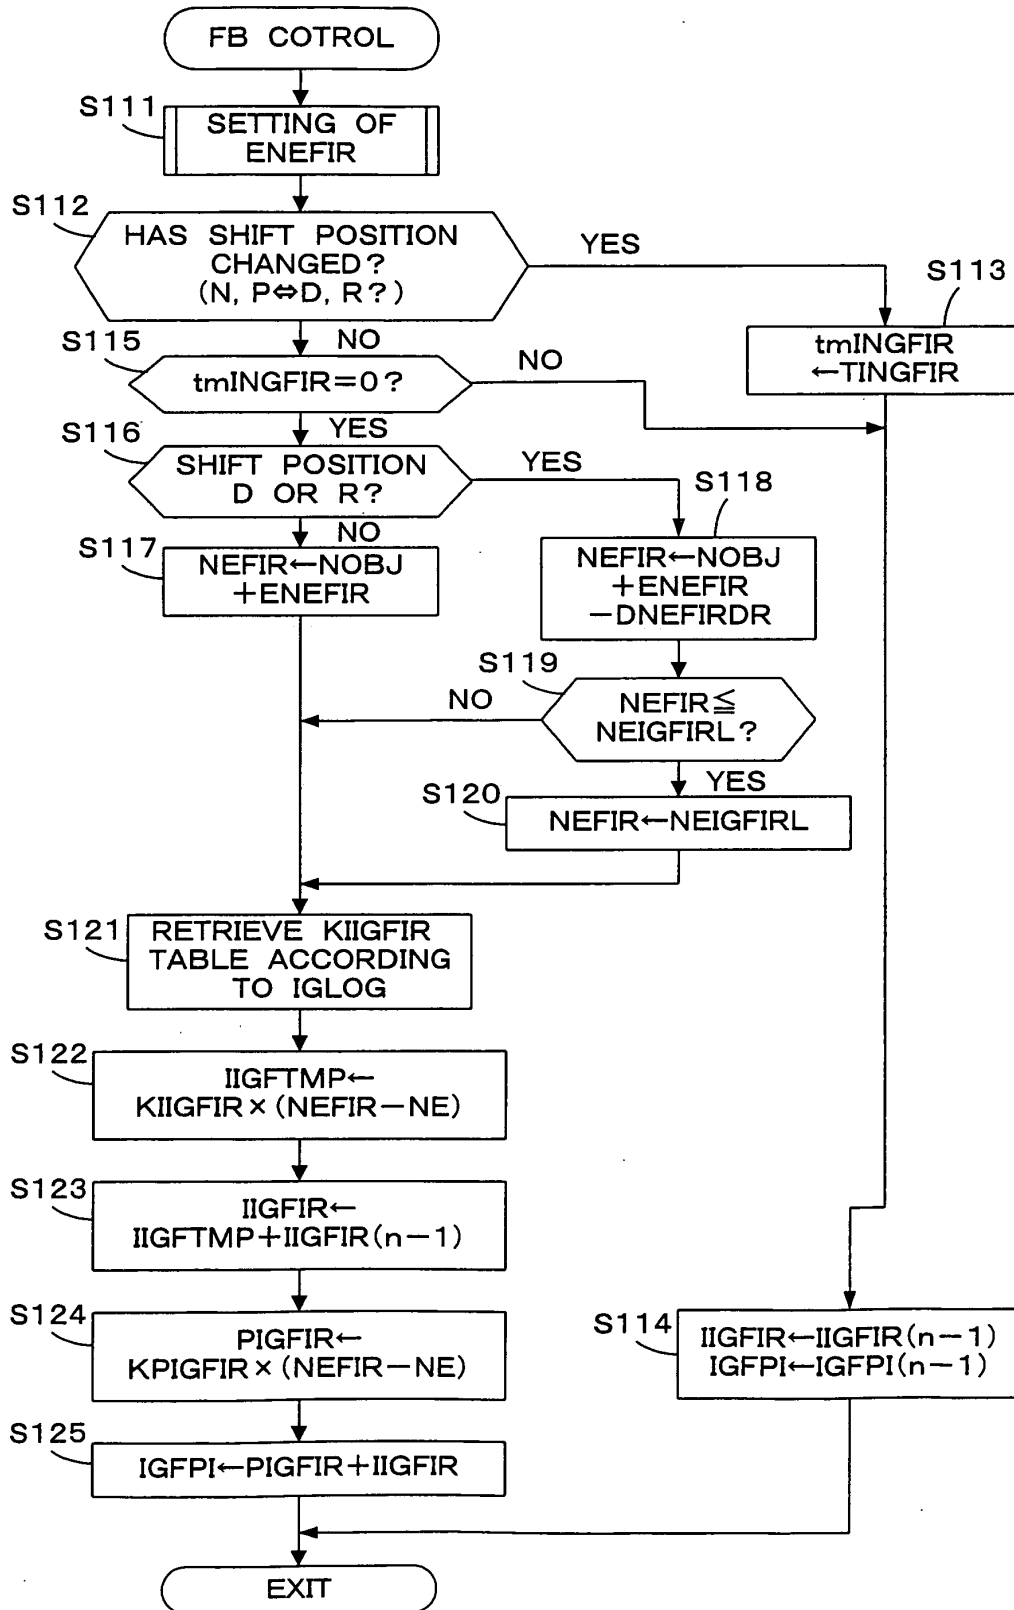 FB COTROL
S111
SETTING OF
ENEFIR
S112
HAS SHIFT POSITION
CHANGED?
(N, P⇔D, R?)
YES
S113
tmINGFIR
←TINGFIR
NO
S115
tmINGFIR=0?
NO
YES
S116
SHIFT POSITION
D OR R?
YES
NO
S117
NEFIR←NOBJ
+ENEFIR
S118
NEFIR←NOBJ
+ENEFIR
−DNEFIRDR
S119
NEFIR≦
NEIGFIRL?
NO
YES
S120
NEFIR←NEIGFIRL
S121
RETRIEVE KIIGFIR
TABLE ACCORDING
TO IGLOG
S122
IIGFTMP←
KIIGFIR×(NEFIR−NE)
S123
IIGFIR←
IIGFTMP+IIGFIR(n−1)
S124
PIGFIR←
KPIGFIR×(NEFIR−NE)
S114
IIGFIR←IIGFIR(n−1)
IGFPI←IGFPI(n−1)
S125
IGFPI←PIGFIR+IIGFIR
EXIT